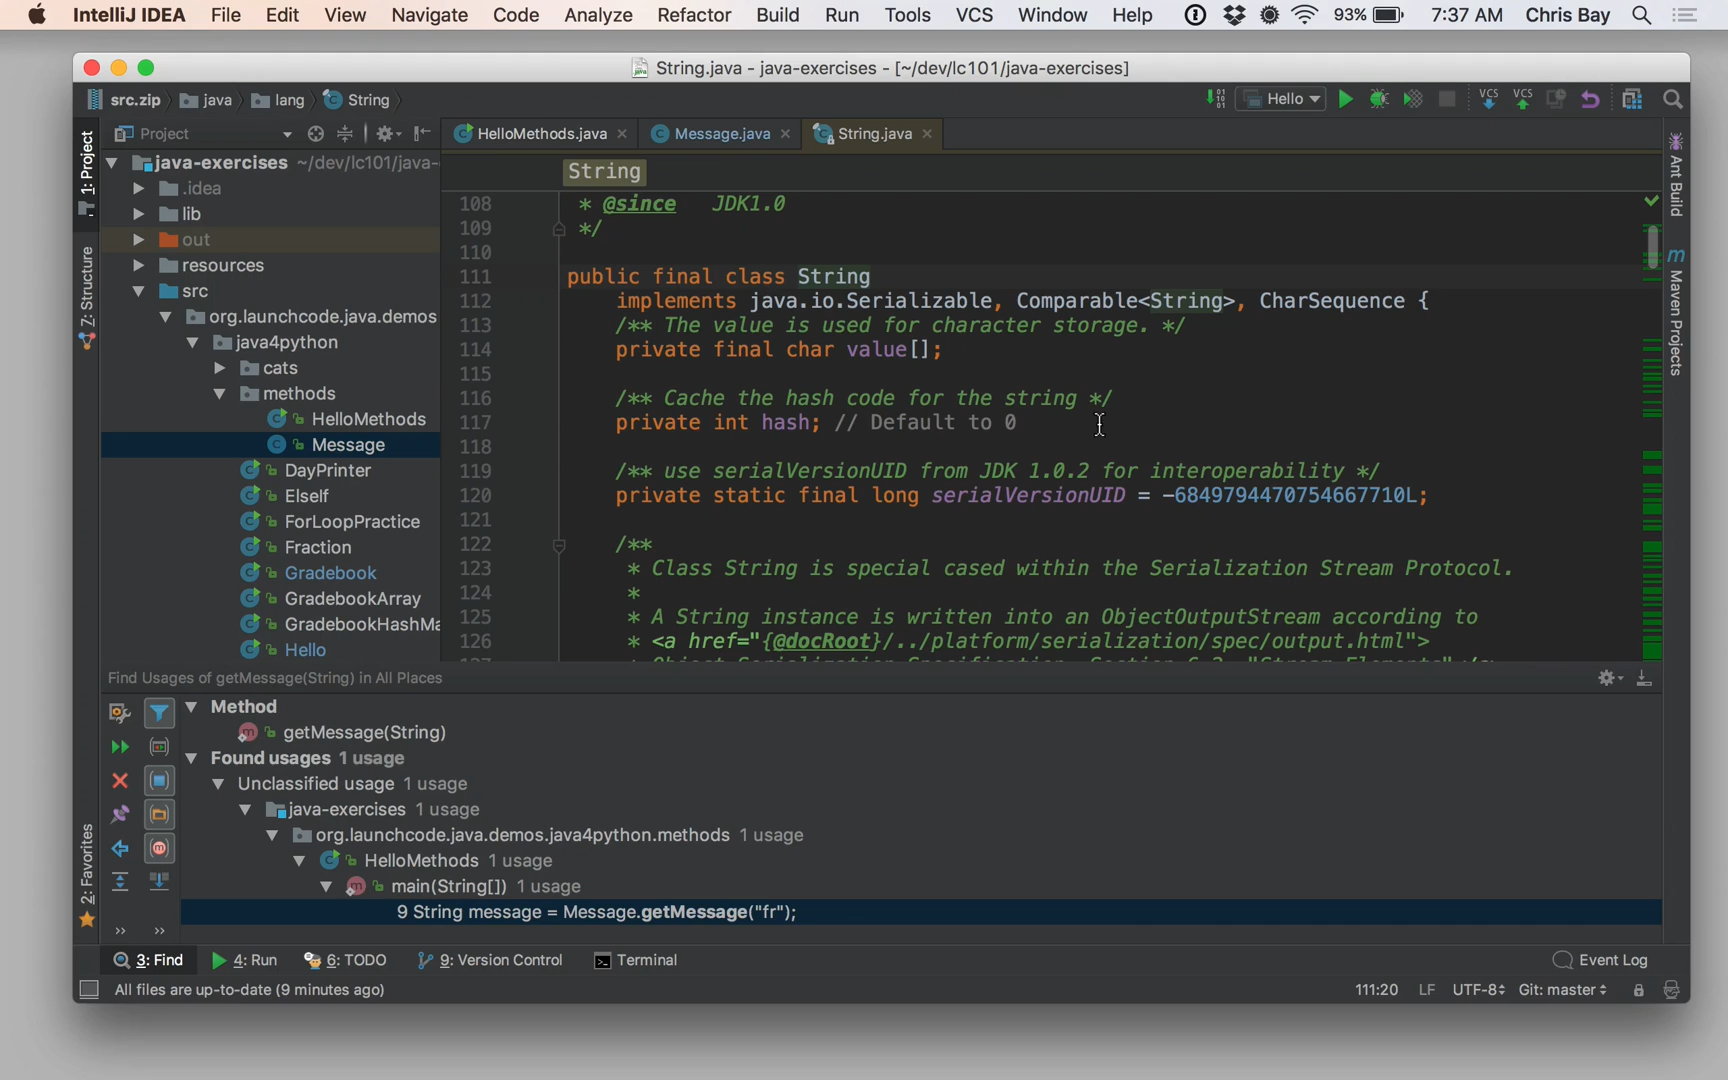 IntelliJ IDEA File Edit View Navigate Code Analyze Refactor Build Run Tools VCS Window Help 93% 7:37 AM Chris Bay
String.java - java-exercises - [~/dev/lc101/java-exercises]
src.zip java lang String Hello VCS VCS
1: Project
Z: Structure
2: Favorites
Project
java-exercises ~/dev/lc101/java-
.idea
lib
out
resources
src
org.launchcode.java.demos
java4python
cats
methods
HelloMethods
Message
DayPrinter
ElseIf
ForLoopPractice
Fraction
Gradebook
GradebookArray
GradebookHashMa
Hello
HelloMethods.java Message.java String.java
String
108 * @since JDK1.0
109 */
110
111 public final class String
112 implements java.io.Serializable, Comparable<String>, CharSequence {
113 /** The value is used for character storage. */
114 private final char value[];
115
116 /** Cache the hash code for the string */
117 private int hash; // Default to 0
118
119 /** use serialVersionUID from JDK 1.0.2 for interoperability */
120 private static final long serialVersionUID = -6849794470754667710L;
121
122 /**
123 * Class String is special cased within the Serialization Stream Protocol.
124 *
125 * A String instance is written into an ObjectOutputStream according to
126 * <a href="{@docRoot}/../platform/serialization/spec/output.html">
Ant Build
Maven Projects
Find Usages of getMessage(String) in All Places
Method
getMessage(String)
Found usages 1 usage
Unclassified usage 1 usage
java-exercises 1 usage
org.launchcode.java.demos.java4python.methods 1 usage
HelloMethods 1 usage
main(String[]) 1 usage
9 String message = Message.getMessage("fr");
3: Find 4: Run 6: TODO 9: Version Control Terminal Event Log
All files are up-to-date (9 minutes ago) 111:20 LF UTF-8 Git: master